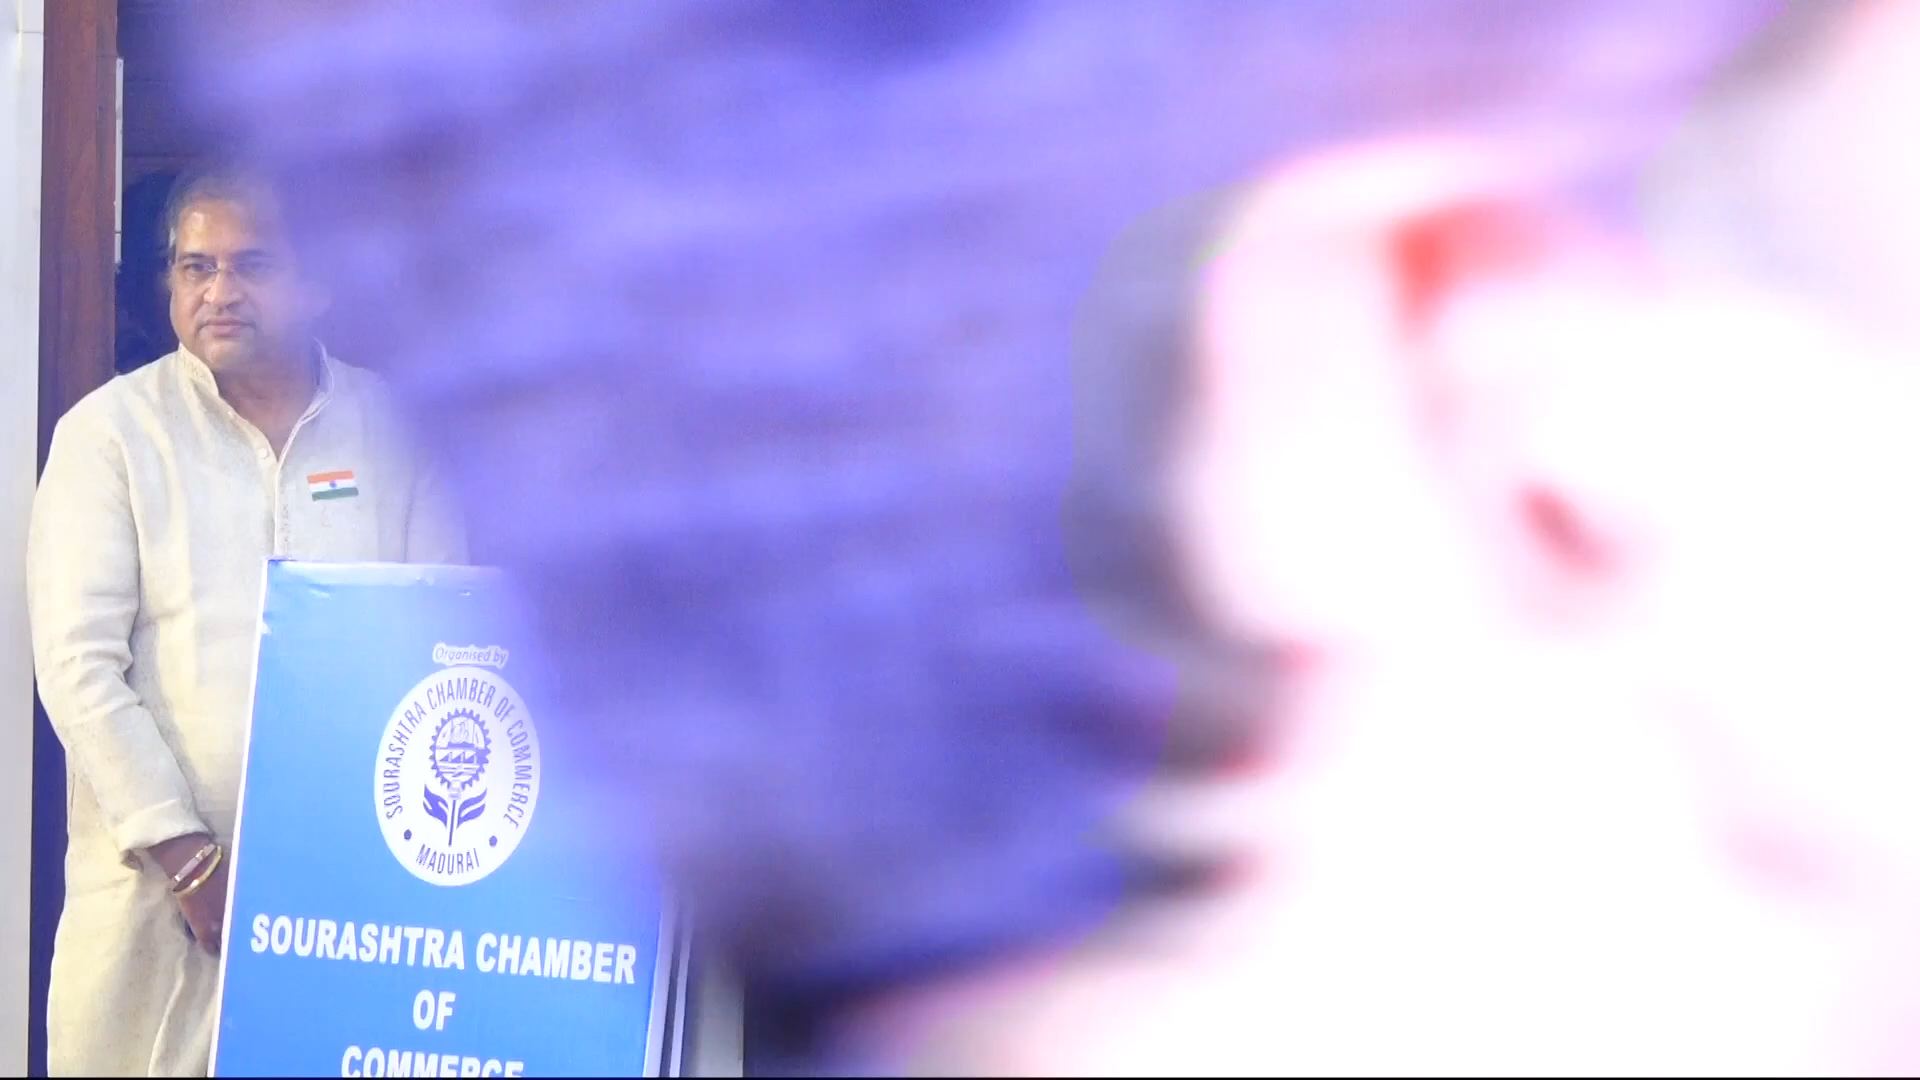 Organised by
SOURASHTRA CHAMBER OF COMMERCE
MADURAI
SOURASHTRA CHAMBER
OF
COMMERCE